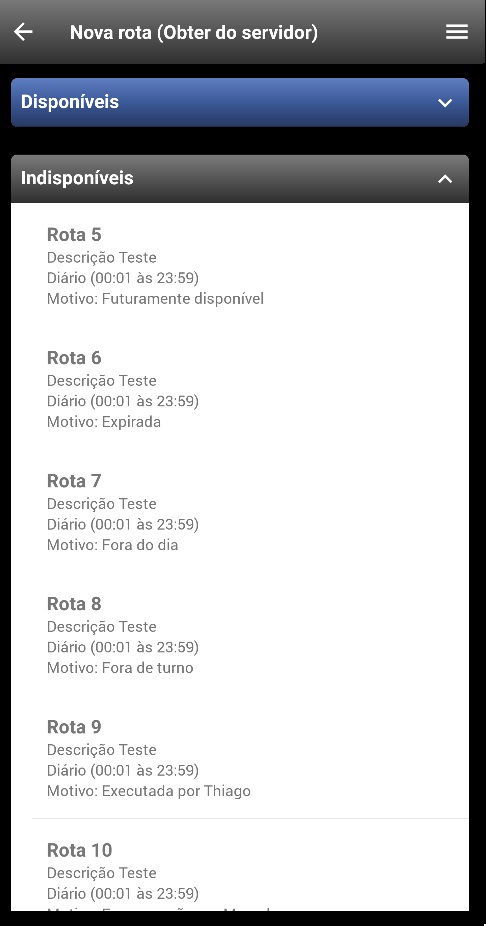 Nova rota (Obter do servidor)
Disponíveis
Indisponíveis
Rota 5
Descrição Teste
Diário (00:01 às 23:59)
Motivo: Futuramente disponível
Rota 6
Descrição Teste
Diário (00:01 às 23:59)
Motivo: Expirada
Rota 7
Descrição Teste
Diário (00:01 às 23:59)
Motivo: Fora do dia
Rota 8
Descrição Teste
Diário (00:01 às 23:59)
Motivo: Fora de turno
Rota 9
Descrição Teste
Diário (00:01 às 23:59)
Motivo: Executada por Thiago
Rota 10
Descrição Teste
Diário (00:01 às 23:59)